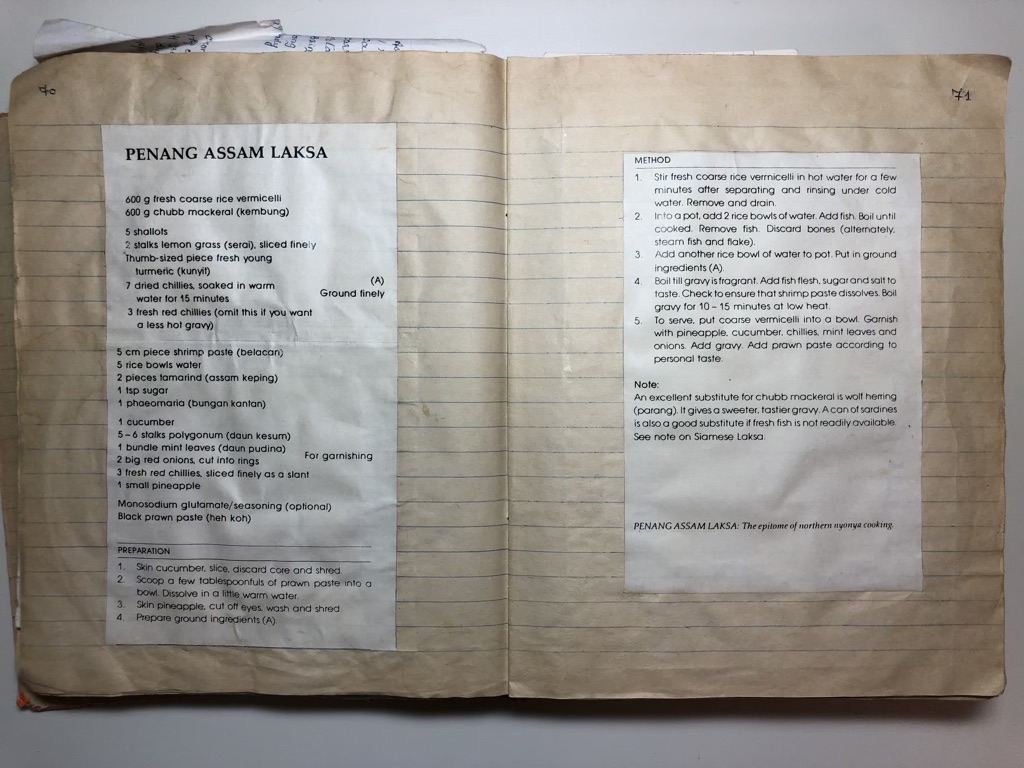 70
PENANG ASSAM LAKSA
600 g fresh coarse rice vermicelli
600 g chubb mackeral (kembung)
5 shallots
2 stalks lemon grass (serai), sliced finely
Thumb-sized piece fresh young
turmeric (kunyit)
7 dried chillies, soaked in warm
water for 15 minutes
3 fresh red chillies (omit this if you want
a less hot gravy)
(A)
Ground finely
5 cm piece shrimp paste (belacan)
5 rice bowls water
2 pieces tamarind (assam keping)
1 tsp sugar
1 phaeomaria (bungan kantan)
1 cucumber
5 – 6 stalks polygonum (daun kesum)
1 bundle mint leaves (daun pudina)
2 big red onions, cut into rings
3 fresh red chillies, sliced finely as a slant
1 small pineapple
For garnishing
Monosodium glutamate/seasoning (optional)
Black prawn paste (heh koh)
PREPARATION
1. Skin cucumber, slice, discard core and shred.
2. Scoop a few tablespoonfuls of prawn paste into a
bowl. Dissolve in a little warm water.
3. Skin pineapple, cut off eyes, wash and shred.
4. Prepare ground ingredients (A).
71
METHOD
1. Stir fresh coarse rice vermicelli in hot water for a few
minutes after separating and rinsing under cold
water. Remove and drain.
2. Into a pot, add 2 rice bowls of water. Add fish. Boil until
cooked. Remove fish. Discard bones (alternately,
steam fish and flake).
3. Add another rice bowl of water to pot. Put in ground
ingredients (A).
4. Boil till gravy is fragrant. Add fish flesh, sugar and salt to
taste. Check to ensure that shrimp paste dissolves. Boil
gravy for 10 – 15 minutes at low heat.
5. To serve, put coarse vermicelli into a bowl. Garnish
with pineapple, cucumber, chillies, mint leaves and
onions. Add gravy. Add prawn paste according to
personal taste.
Note:
An excellent substitute for chubb mackeral is wolf herring
(parang). It gives a sweeter, tastier gravy. A can of sardines
is also a good substitute if fresh fish is not readily available.
See note on Siamese Laksa.
PENANG ASSAM LAKSA: The epitome of northern nyonya cooking.